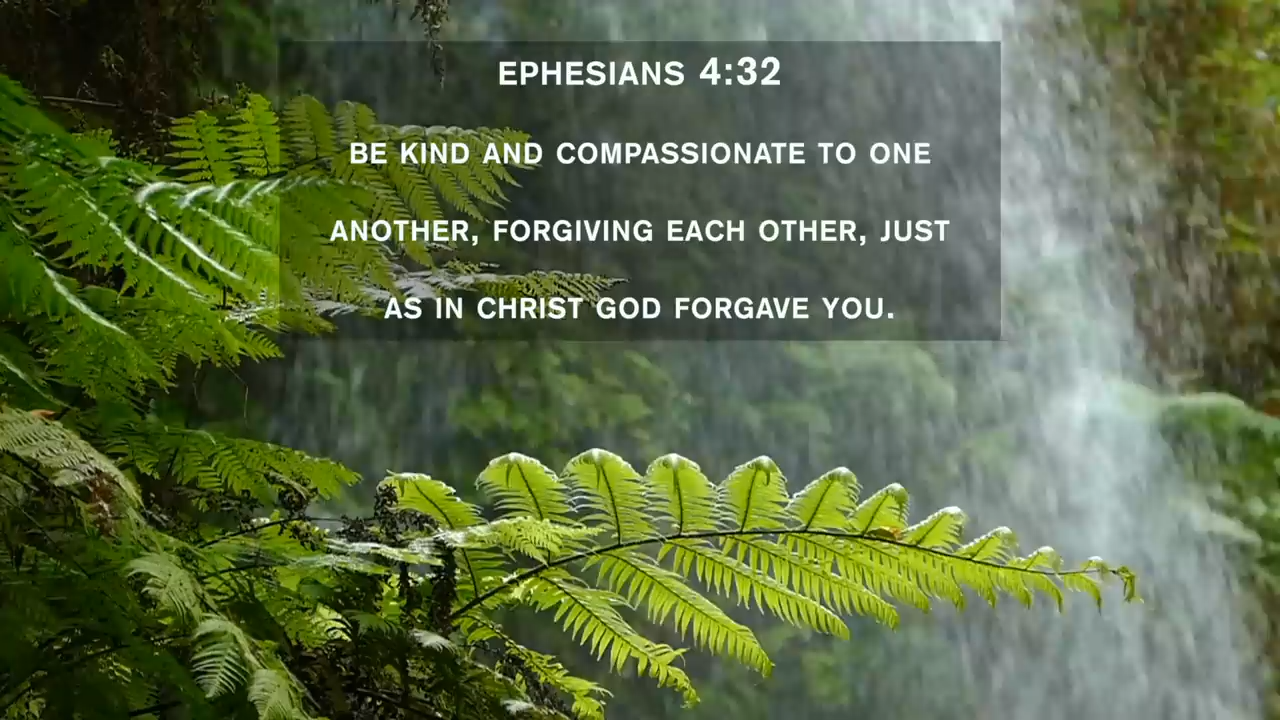 EPHESIANS 4:32
BE KIND AND COMPASSIONATE TO ONE
ANOTHER, FORGIVING EACH OTHER, JUST
AS IN CHRIST GOD FORGAVE YOU.